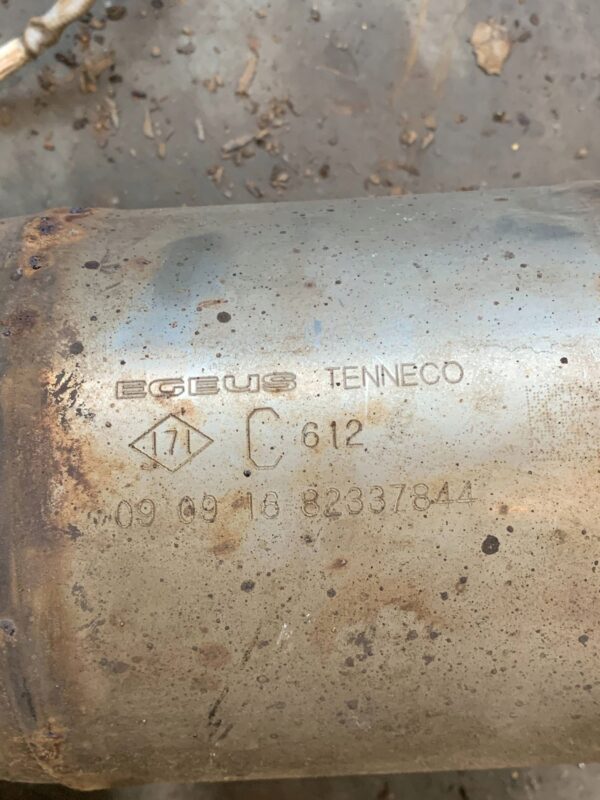 EGEUS TENNECO
171 C 612
09 09 18 82337844